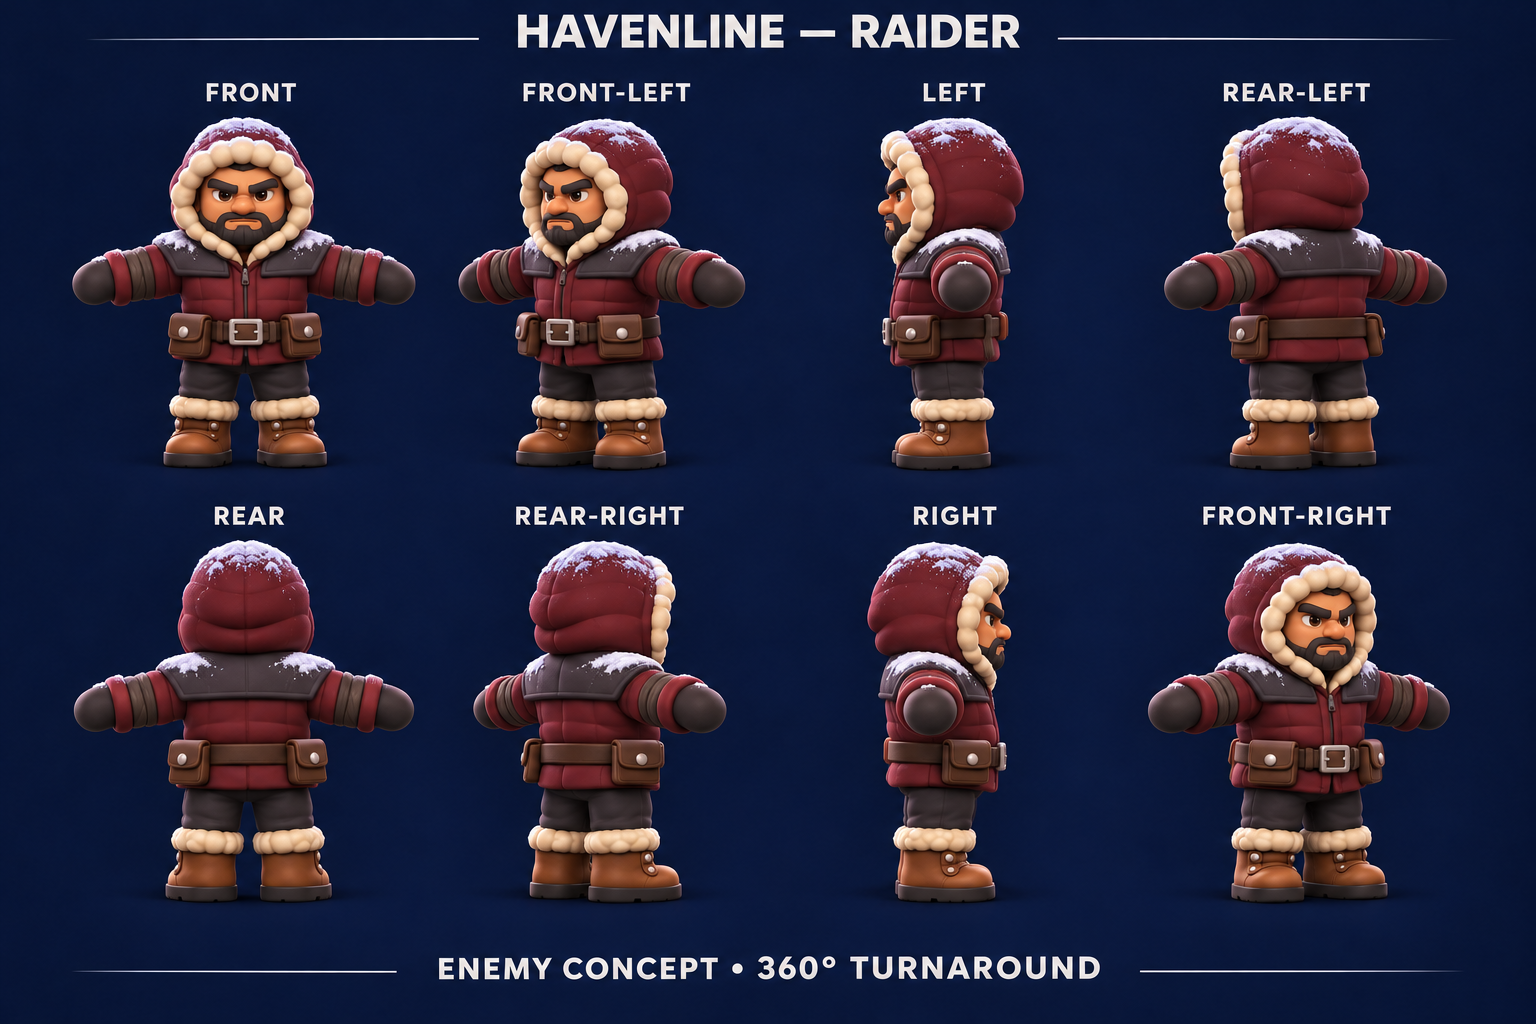 HAVENLINE — RAIDER
FRONT
FRONT-LEFT
LEFT
REAR-LEFT
REAR
REAR-RIGHT
RIGHT
FRONT-RIGHT
ENEMY CONCEPT • 360° TURNAROUND